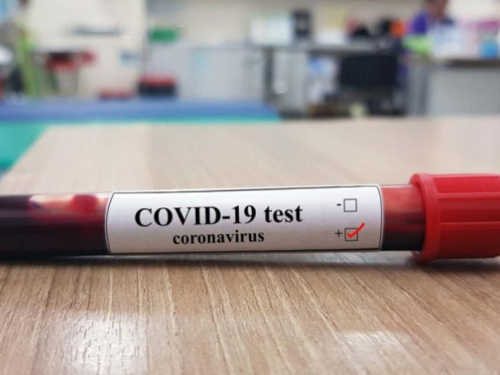 COVID-19 test
coronavirus
- ☐
+ ☑